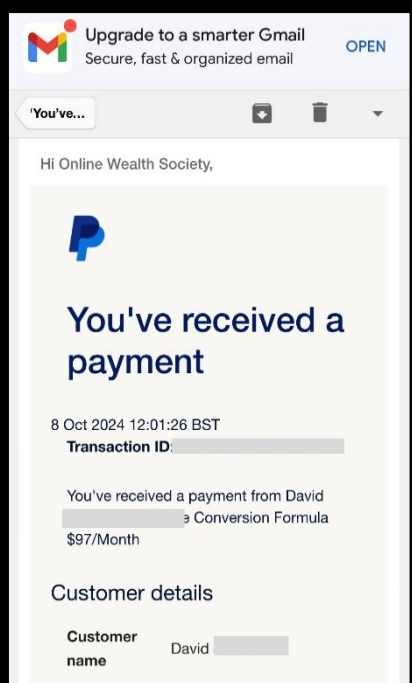 Upgrade to a smarter Gmail
Secure, fast & organized email
OPEN
'You've...
Hi Online Wealth Society,
You've received a
payment
8 Oct 2024 12:01:26 BST
Transaction ID:
You've received a payment from David
Conversion Formula
$97/Month
Customer details
Customer
name
David